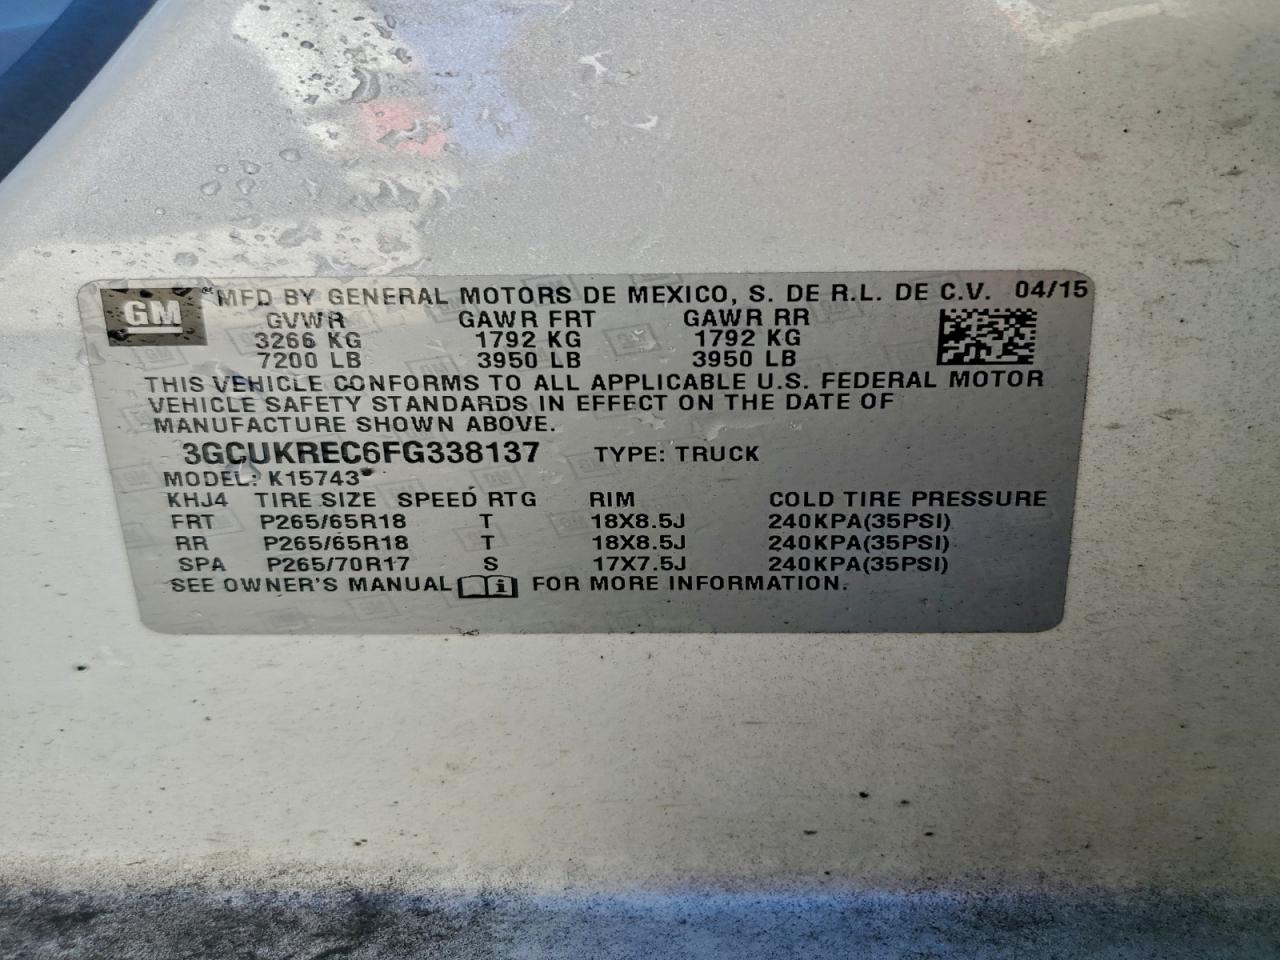 GM MFD BY GENERAL MOTORS DE MEXICO, S. DE R.L. DE C.V. 04/15
GVWR GAWR FRT GAWR RR
3266 KG 1792 KG 1792 KG
7200 LB 3950 LB 3950 LB
THIS VEHICLE CONFORMS TO ALL APPLICABLE U.S. FEDERAL MOTOR
VEHICLE SAFETY STANDARDS IN EFFECT ON THE DATE OF
MANUFACTURE SHOWN ABOVE.
3GCUKREC6FG338137 TYPE: TRUCK
MODEL: K15743
KHJ4 TIRE SIZE SPEED RTG RIM COLD TIRE PRESSURE
FRT P265/65R18 T 18X8.5J 240KPA(35PSI)
RR P265/65R18 T 18X8.5J 240KPA(35PSI)
SPA P265/70R17 S 17X7.5J 240KPA(35PSI)
SEE OWNER'S MANUAL i FOR MORE INFORMATION.